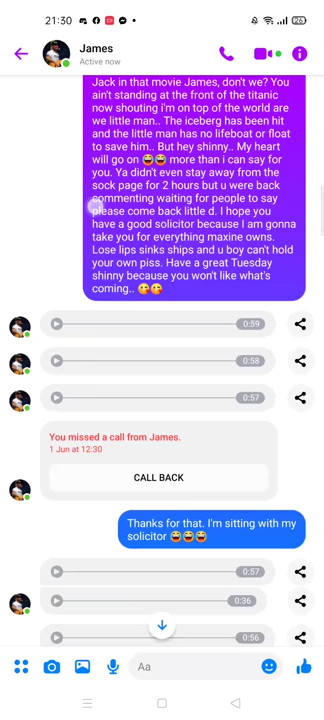 21:30
26
James
Active now
Jack in that movie James, don't we? You
ain't standing at the front of the titanic
now shouting i'm on top of the world are
we little man.. The iceberg has been hit
and the little man has no lifeboat or float
to save him.. But hey shinny.. My heart
will go on 😆😆 more than i can say for
you. Ya didn't even stay away from the
sock page for 2 hours but u were back
commenting waiting for people to say
please come back little d. I hope you
have a good solicitor because I am gonna
take you for everything maxine owns.
Lose lips sinks ships and u boy can't hold
your own piss. Have a great Tuesday
shinny because you won't like what's
coming.. 😘😘
0:59
0:58
0:57
You missed a call from James.
1 Jun at 12:30
CALL BACK
Thanks for that. I'm sitting with my
solicitor 😆😆😆
0:57
0:36
0:56
Aa